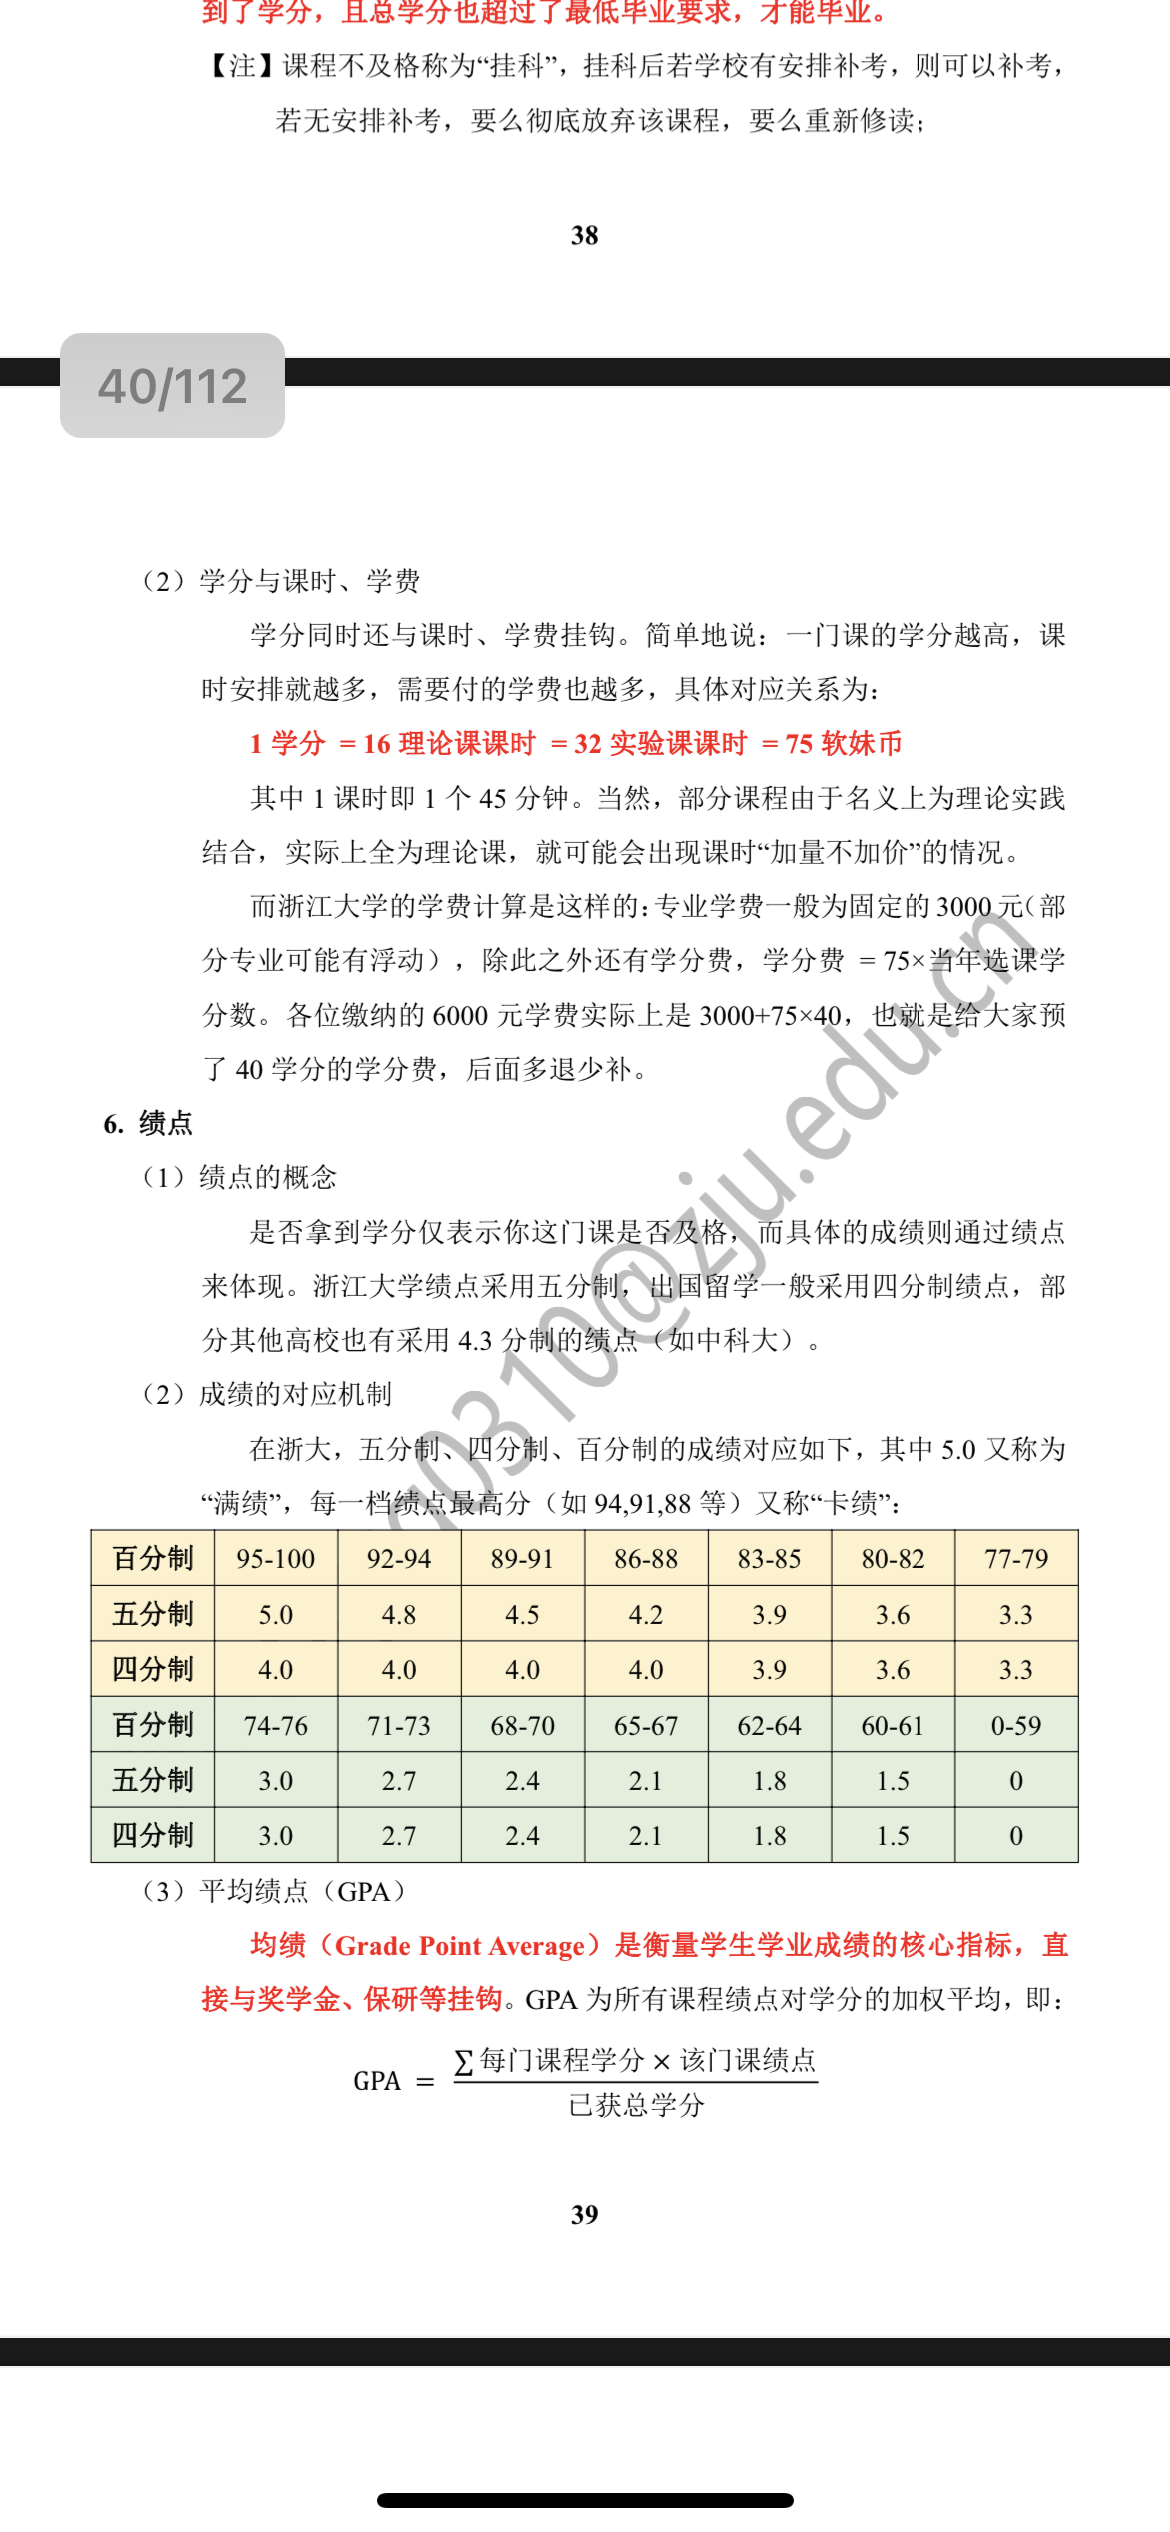 到了学分，且总学分也超过了最低毕业要求，才能毕业。
【注】课程不及格称为“挂科”，挂科后若学校有安排补考，则可以补考，
若无安排补考，要么彻底放弃该课程，要么重新修读；
38
40/112
（2）学分与课时、学费
学分同时还与课时、学费挂钩。简单地说：一门课的学分越高，课
时安排就越多，需要付的学费也越多，具体对应关系为：
1 学分 = 16 理论课课时 = 32 实验课课时 = 75 软妹币
其中 1 课时即 1 个 45 分钟。当然，部分课程由于名义上为理论实践
结合，实际上全为理论课，就可能会出现课时“加量不加价”的情况。
而浙江大学的学费计算是这样的：专业学费一般为固定的 3000 元（部
分专业可能有浮动），除此之外还有学分费，学分费 = 75×当年选课学
分数。各位缴纳的 6000 元学费实际上是 3000+75×40，也就是给大家预
了 40 学分的学分费，后面多退少补。
6. 绩点
（1）绩点的概念
是否拿到学分仅表示你这门课是否及格，而具体的成绩则通过绩点
来体现。浙江大学绩点采用五分制，出国留学一般采用四分制绩点，部
分其他高校也有采用 4.3 分制的绩点（如中科大）。
（2）成绩的对应机制
在浙大，五分制、四分制、百分制的成绩对应如下，其中 5.0 又称为
“满绩”，每一档绩点最高分（如 94,91,88 等）又称“卡绩”：
百分制 95-100 92-94 89-91 86-88 83-85 80-82 77-79
五分制 5.0 4.8 4.5 4.2 3.9 3.6 3.3
四分制 4.0 4.0 4.0 4.0 3.9 3.6 3.3
百分制 74-76 71-73 68-70 65-67 62-64 60-61 0-59
五分制 3.0 2.7 2.4 2.1 1.8 1.5 0
四分制 3.0 2.7 2.4 2.1 1.8 1.5 0
（3）平均绩点（GPA）
均绩（Grade Point Average）是衡量学生学业成绩的核心指标，直
接与奖学金、保研等挂钩。GPA 为所有课程绩点对学分的加权平均，即：
GPA = ∑每门课程学分 × 该门课绩点
已获总学分
39
0310@zju.edu.cn